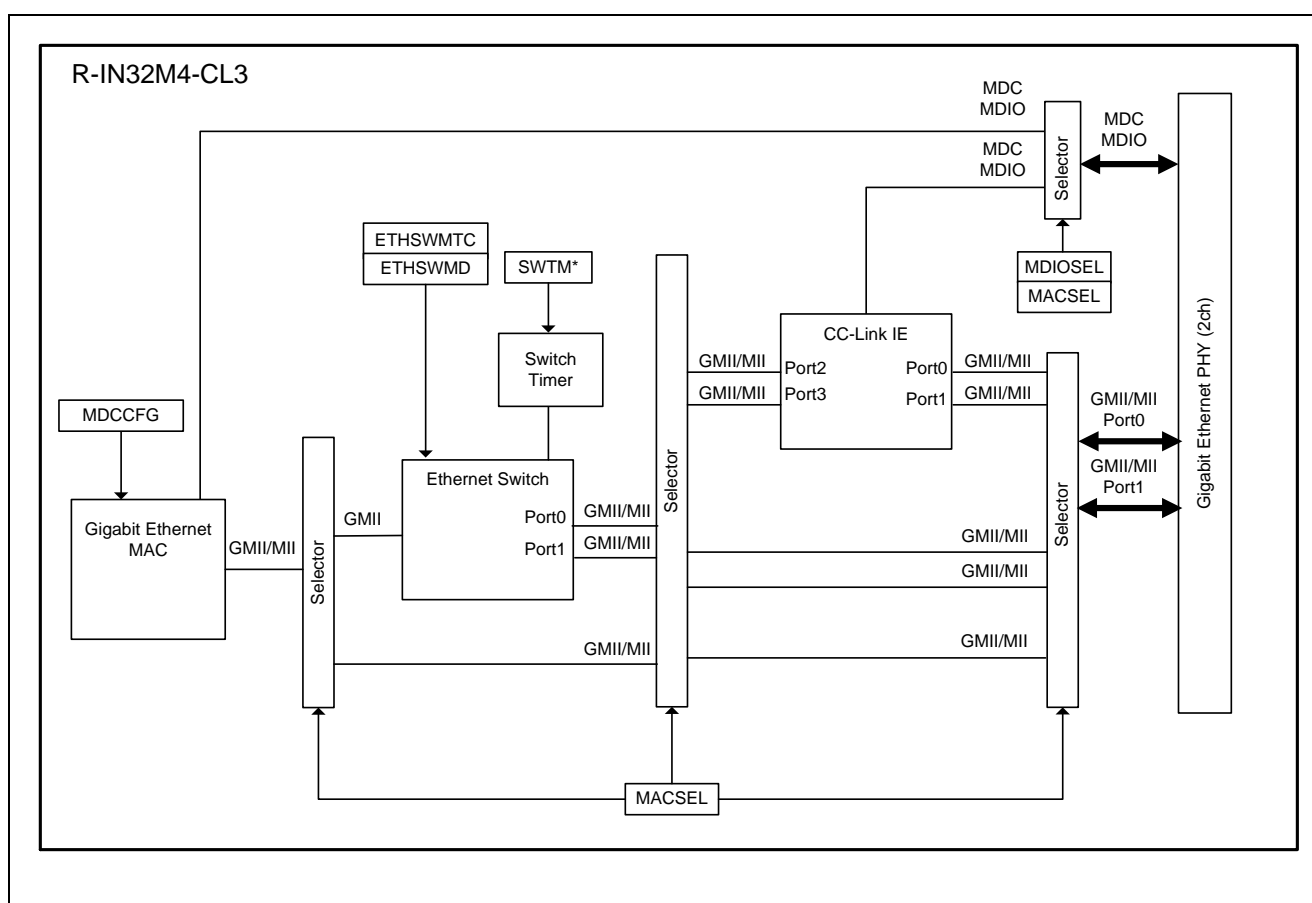 R-IN32M4-CL3
MDC
MDIO
MDC
MDIO
MDC
MDIO
Selector
Gigabit Ethernet PHY (2ch)
ETHSWMTC
ETHSWMD
SWTM*
MDIOSEL
MACSEL
Switch
Timer
Selector
CC-Link IE
GMII/MII
Port2
Port0
GMII/MII
GMII/MII
Port3
Port1
GMII/MII
MDCCFG
GMII/MII
Port0
GMII/MII
Port1
Selector
Gigabit Ethernet
MAC
GMII/MII
Selector
GMII
Ethernet Switch
Port0
GMII/MII
Port1
GMII/MII
GMII/MII
GMII/MII
GMII/MII
GMII/MII
MACSEL